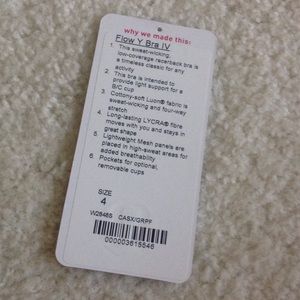 why we made this:
Flow Y Bra IV
1. This sweat-wicking,
low-coverage racerback bra is
a timeless classic for any
activity
2. This bra is intended to
provide light support for a
B/C cup
3. Cottony-soft Luon® fabric is
sweat-wicking and four-way
stretch
4. Long-lasting LYCRA® fibre
moves with you and stays in
great shape
5. Lightweight Mesh panels are
placed in high-sweat areas for
added breathability
6. Pockets for optional,
removable cups
SIZE
4
W2848S CASX/GRPF
000003615546